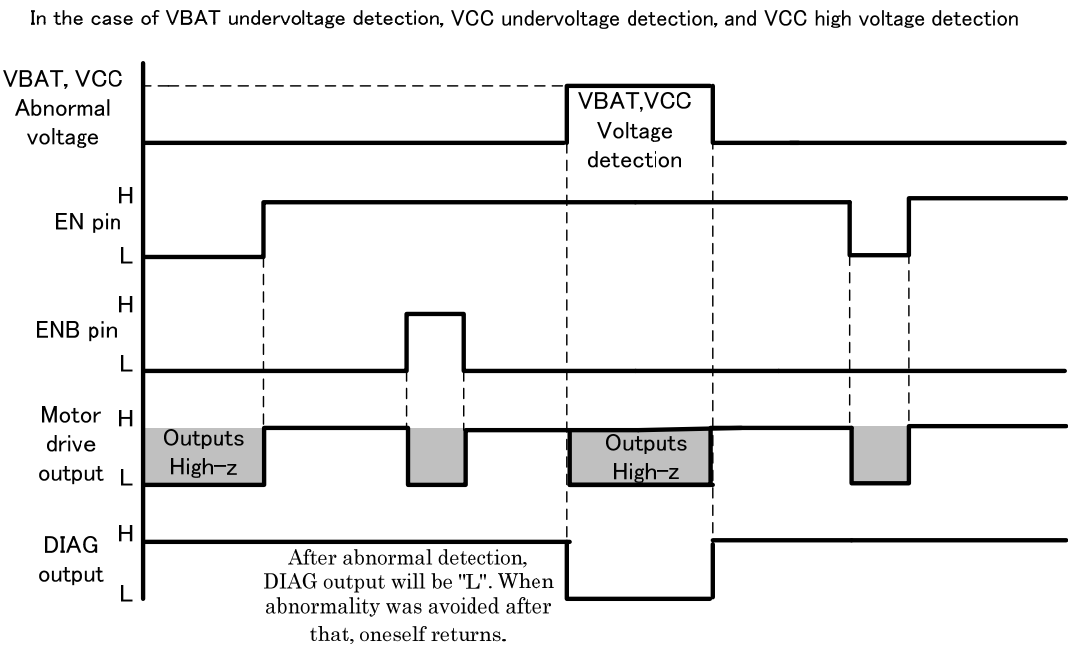 In the case of VBAT undervoltage detection, VCC undervoltage detection, and VCC high voltage detection
VBAT, VCC
Abnormal
voltage
VBAT,VCC
Voltage
detection
H
EN pin
L
H
ENB pin
L
Motor
drive
output
H
L
Outputs
High-z
Outputs
High-z
H
DIAG
output
L
After abnormal detection,
DIAG output will be "L". When
abnormality was avoided after
that, oneself returns.